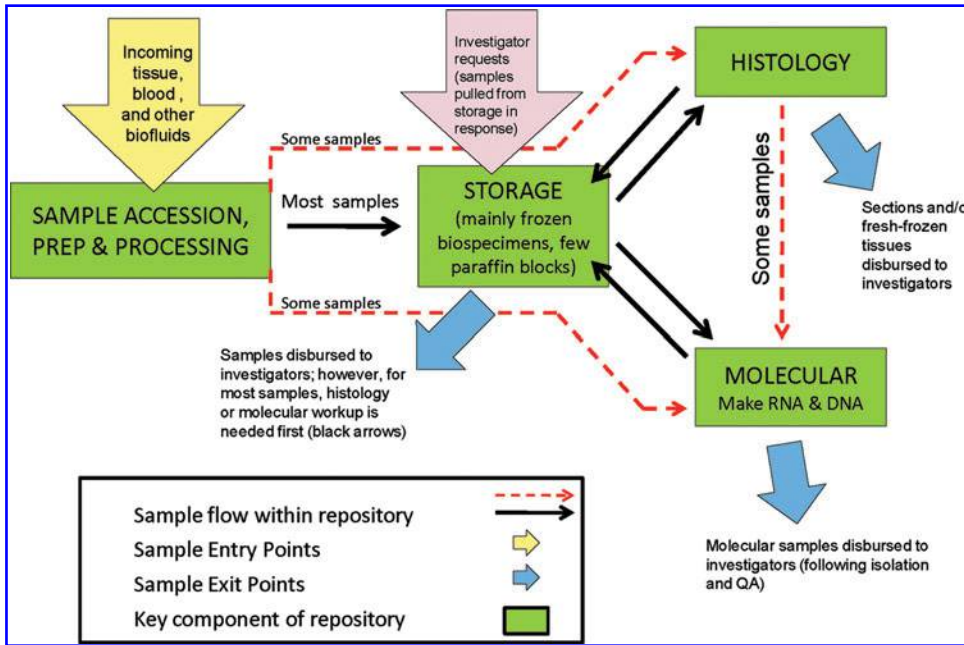 Incoming
tissue,
blood ,
and other
biofluids
Investigator
requests
(samples
pulled from
storage in
response)
HISTOLOGY
Some samples
SAMPLE ACCESSION,
PREP & PROCESSING
Most samples
STORAGE
(mainly frozen
biospecimens, few
paraffin blocks)
Some samples
Some samples
Sections and/o
fresh-frozen
tissues
disbursed to
investigators
Samples disbursed to
investigators; however, for
most samples, histology
or molecular workup is
needed first (black arrows)
MOLECULAR
Make RNA & DNA
Molecular samples disbursed to
investigators (following isolation
and QA)
Sample flow within repository
Sample Entry Points
Sample Exit Points
Key component of repository